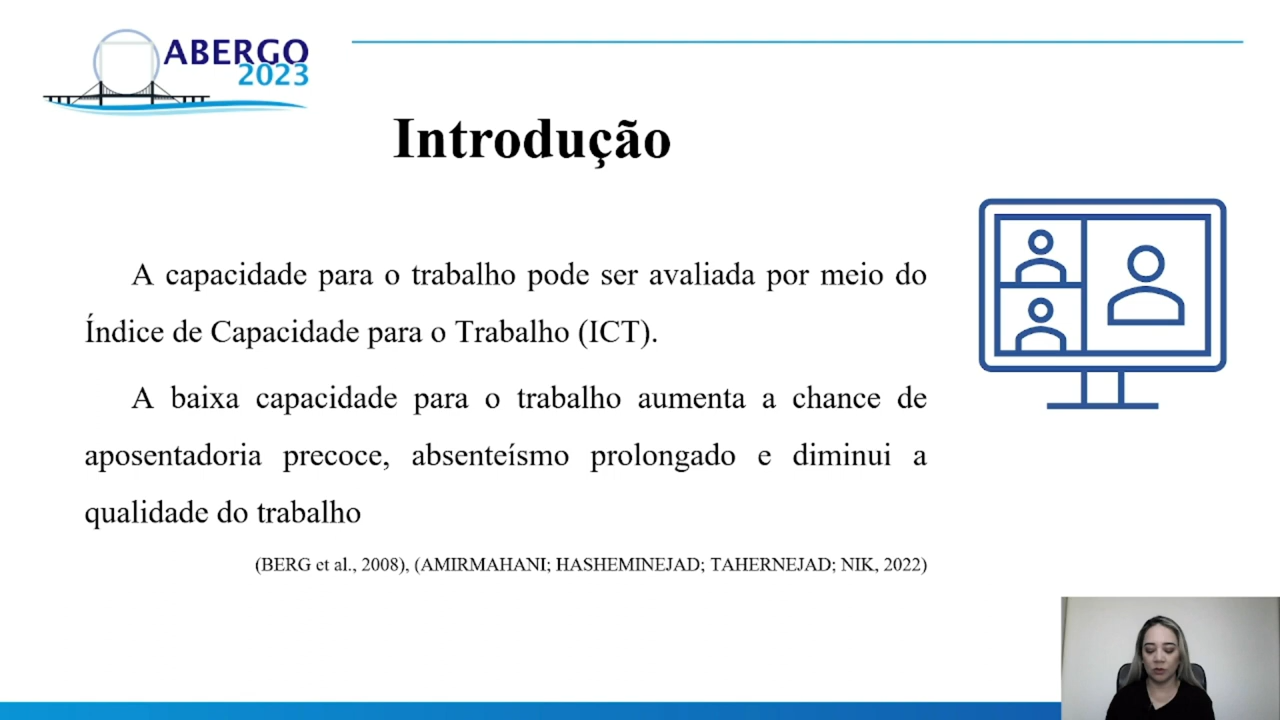 ABERGO
2023
Introdução
A capacidade para o trabalho pode ser avaliada por meio do
Índice de Capacidade para o Trabalho (ICT).
A baixa capacidade para o trabalho aumenta a chance de
aposentadoria precoce, absenteísmo prolongado e diminui a
qualidade do trabalho
(BERG et al., 2008), (AMIRMAHANI; HASHEMINEJAD; TAHERNEJAD; NIK, 2022)